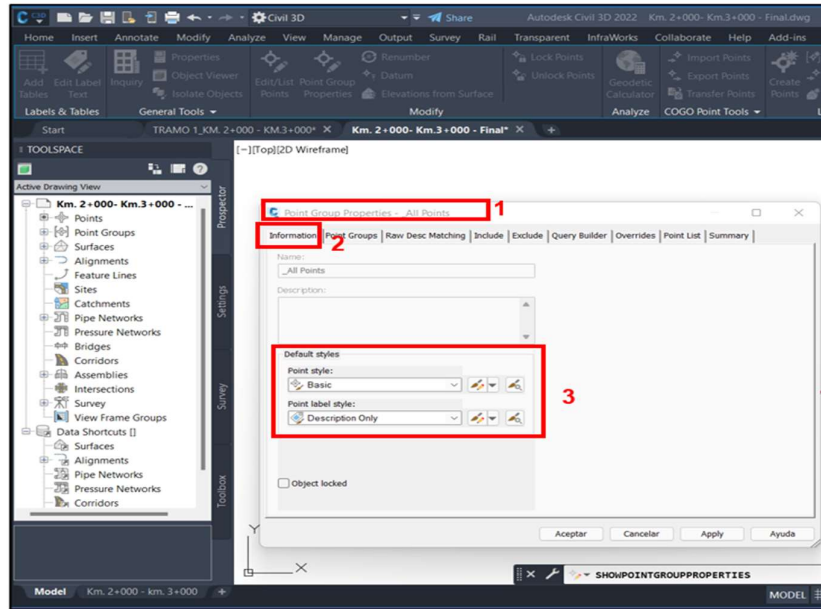 C 3D Civil 3D Share Autodesk Civil 3D 2022 Km. 2+000- Km.3+000 - Final.dwg
Home Insert Annotate Modify Analyze View Manage Output Survey Rail Transparent InfraWorks Collaborate Help Add-ins
Add Tables Edit Label Text Inquiry Properties Object Viewer Isolate Objects Edit/List Points Point Group Properties Renumber Datum Elevations from Surface Lock Points Unlock Points Geodetic Calculator Import Points Export Points Transfer Points Create Points
Labels & Tables General Tools Modify Analyze COGO Point Tools
Start TRAMO 1_KM. 2+000 - KM.3+000* Km. 2+000- Km.3+000 - Final*
TOOLSPACE
[−][Top][2D Wireframe]
Active Drawing View
Prospector
Settings
Survey
Toolbox
Km. 2+000- Km.3+000 - ...
Points
Point Groups
Surfaces
Alignments
Feature Lines
Sites
Catchments
Pipe Networks
Pressure Networks
Bridges
Corridors
Assemblies
Intersections
Survey
View Frame Groups
Data Shortcuts []
Surfaces
Alignments
Pipe Networks
Pressure Networks
Corridors
Point Group Properties - _All Points 1
Information Point Groups Raw Desc Matching Include Exclude Query Builder Overrides Point List Summary
2
Name:
_All Points
Description:
Default styles
Point style:
Basic
3
Point label style:
Description Only
Object locked
Aceptar Cancelar Apply Ayuda
Y
X
SHOWPOINTGROUPPROPERTIES
Model Km. 2+000 - km. 3+000 MODEL